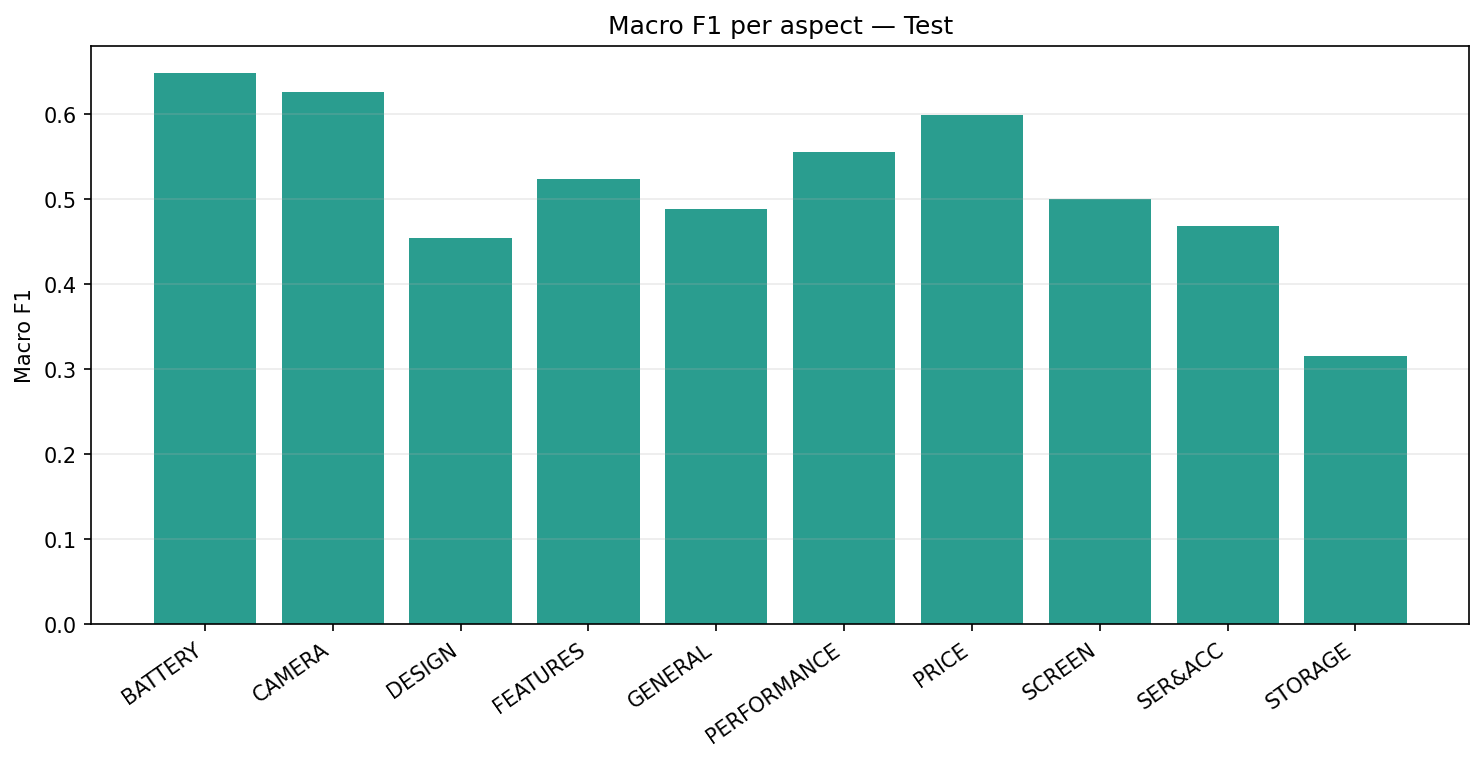 Macro F1 per aspect — Test
Macro F1
0.6
0.5
0.4
0.3
0.2
0.1
0.0
BATTERY
CAMERA
DESIGN
FEATURES
GENERAL
PERFORMANCE
PRICE
SCREEN
SER&ACC
STORAGE